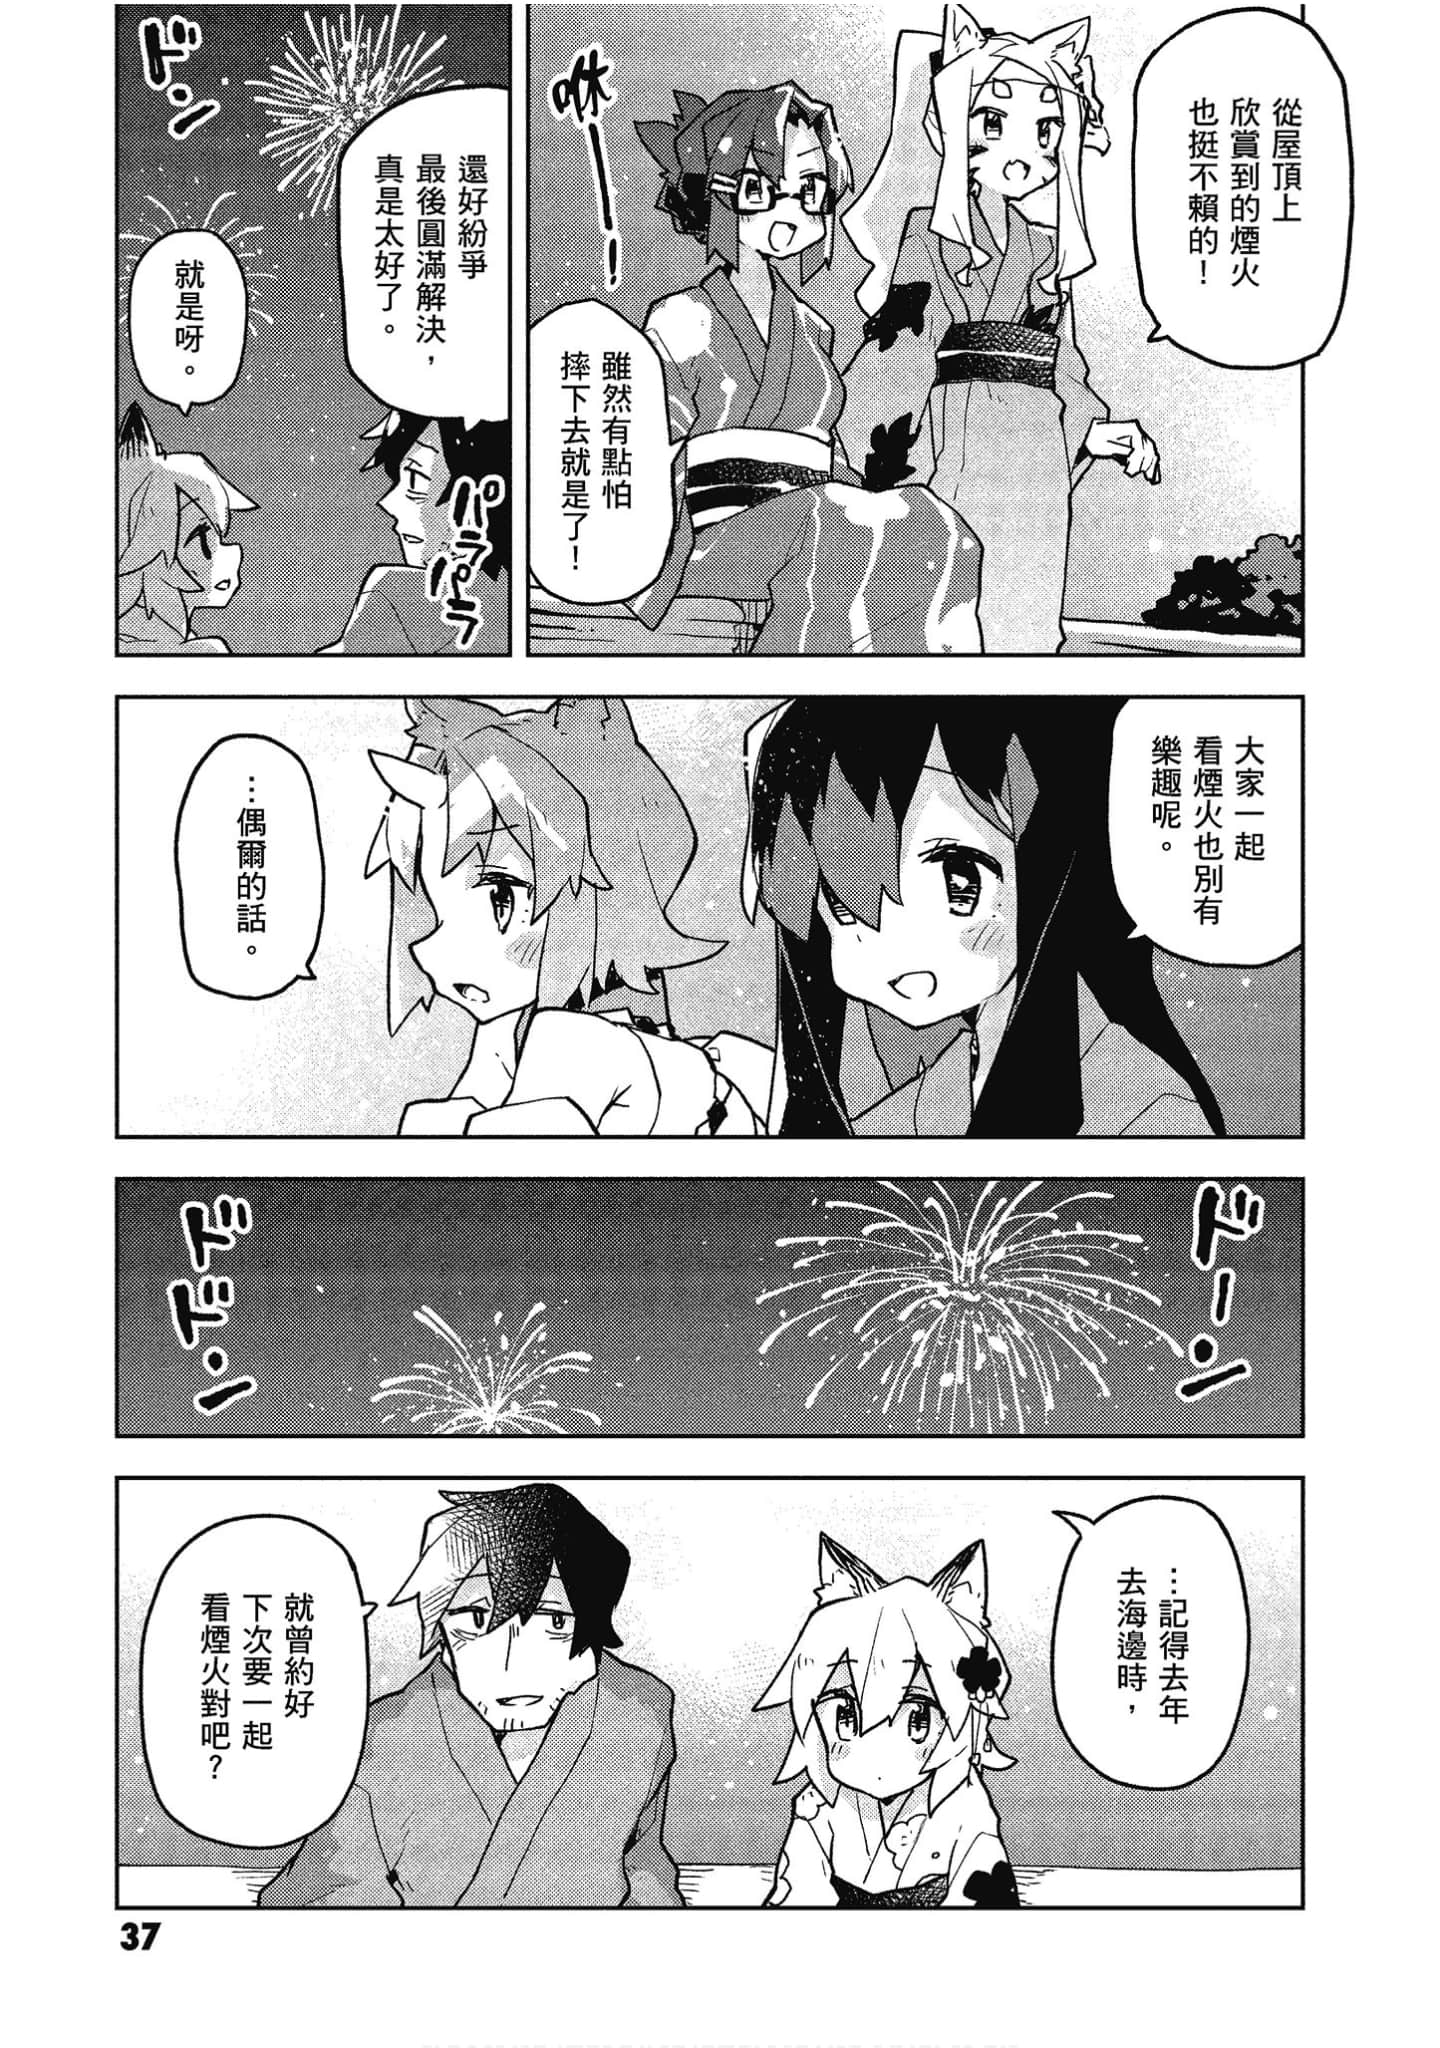 從屋頂上
欣賞到的煙火
也挺不賴的！
咻——！
雖然有點怕
摔下去就是了！
ドン
還好紛爭
最後圓滿解決，
真是太好了。
就是呀。
パラパラ
大家一起
看煙火也別有
樂趣呢。
…偶爾的話。
ドーン
ドドン
…記得去年
去海邊時，
就曾約好
下次要一起
看煙火對吧？
37